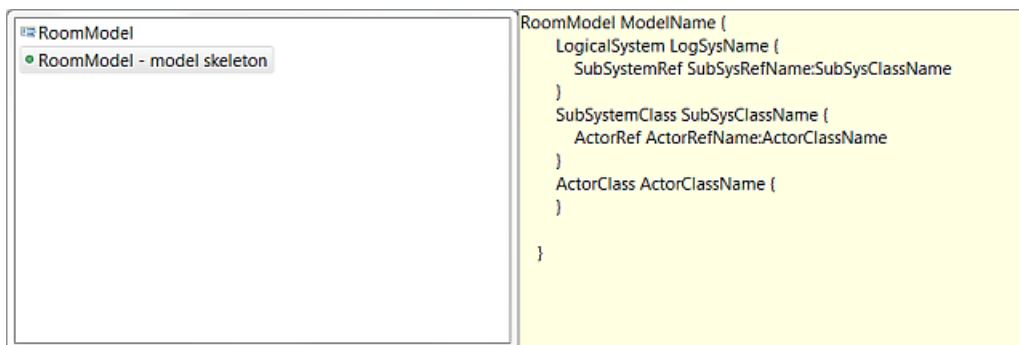 RoomModel
RoomModel - model skeleton
RoomModel ModelName {
LogicalSystem LogSysName {
SubSystemRef SubSysRefName:SubSysClassName
}
SubSystemClass SubSysClassName {
ActorRef ActorRefName:ActorClassName
}
ActorClass ActorClassName {
}
}